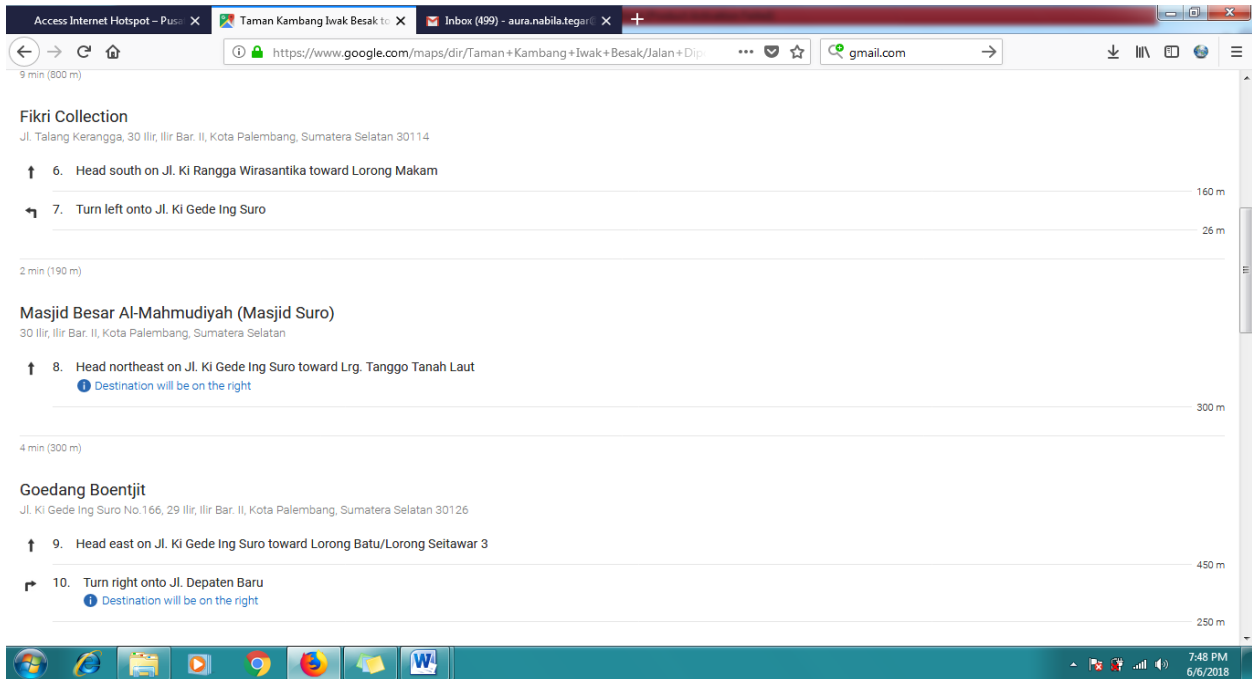 Access Internet Hotspot – Pusa
Taman Kambang Iwak Besak to
Inbox (499) - aura.nabila.tegar
https://www.google.com/maps/dir/Taman+Kambang+Iwak+Besak/Jalan+Dip
gmail.com
9 min (800 m)
Fikri Collection
Jl. Talang Kerangga, 30 Ilir, Ilir Bar. II, Kota Palembang, Sumatera Selatan 30114
6. Head south on Jl. Ki Rangga Wirasantika toward Lorong Makam
160 m
7. Turn left onto Jl. Ki Gede Ing Suro
26 m
2 min (190 m)
Masjid Besar Al-Mahmudiyah (Masjid Suro)
30 Ilir, Ilir Bar. II, Kota Palembang, Sumatera Selatan
8. Head northeast on Jl. Ki Gede Ing Suro toward Lrg. Tanggo Tanah Laut
Destination will be on the right
300 m
4 min (300 m)
Goedang Boentjit
Jl. Ki Gede Ing Suro No.166, 29 Ilir, Ilir Bar. II, Kota Palembang, Sumatera Selatan 30126
9. Head east on Jl. Ki Gede Ing Suro toward Lorong Batu/Lorong Seitawar 3
450 m
10. Turn right onto Jl. Depaten Baru
Destination will be on the right
250 m
7:48 PM
6/6/2018